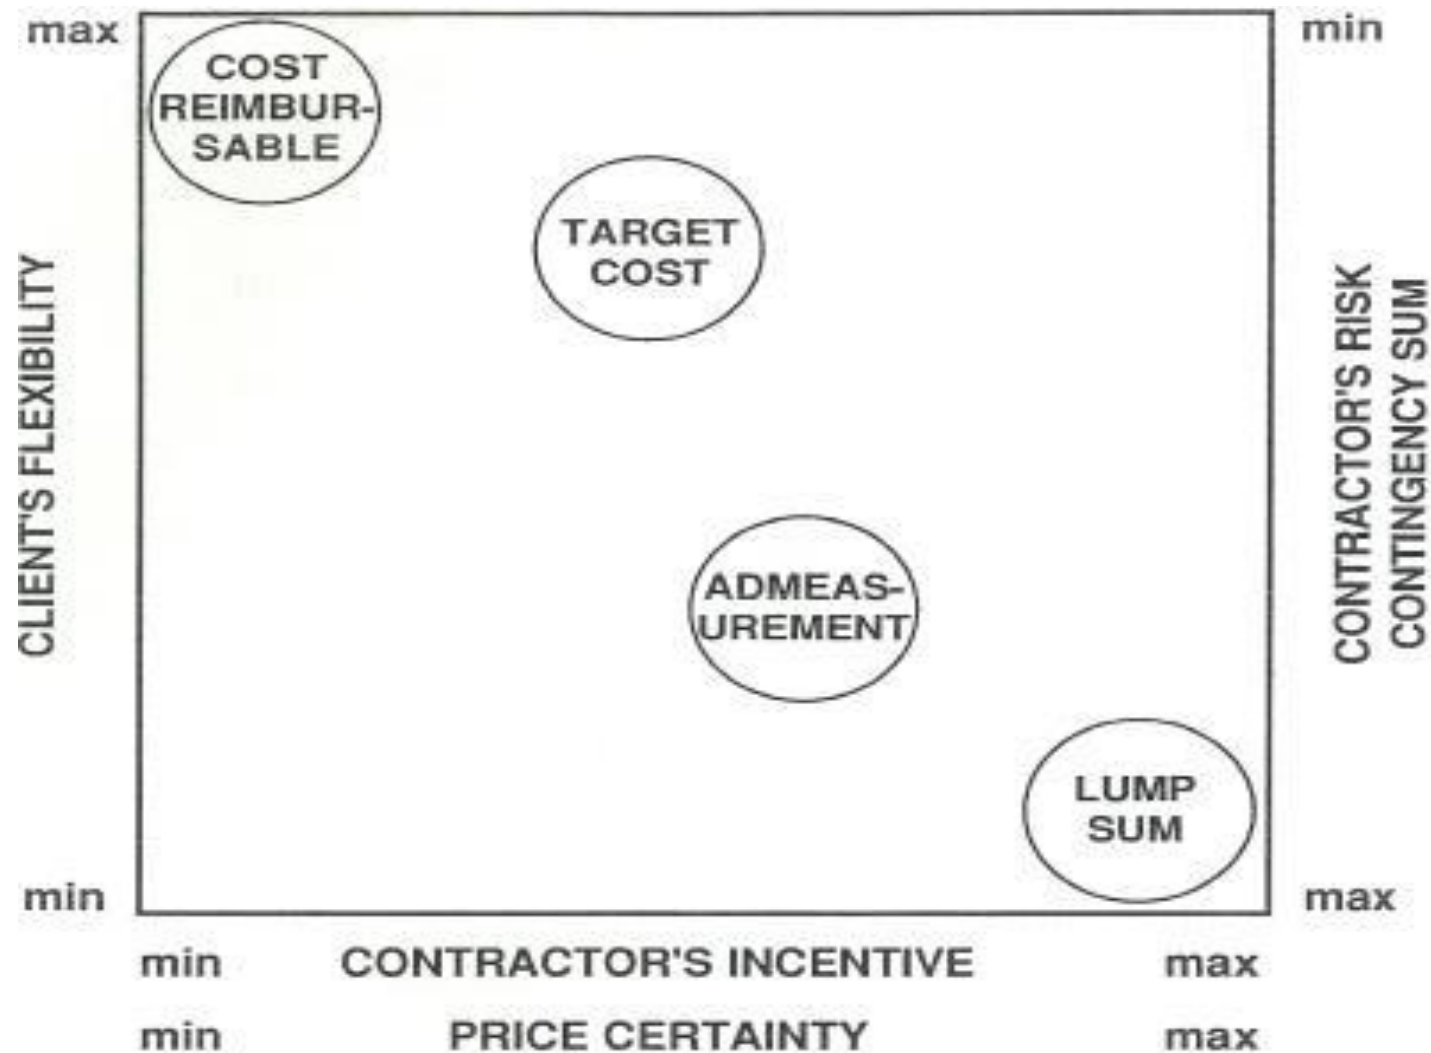 max
min
COST
REIMBUR-
SABLE
TARGET
COST
CLIENT'S FLEXIBILITY
CONTRACTOR'S RISK
CONTINGENCY SUM
ADMEAS-
UREMENT
LUMP
SUM
min
max
min CONTRACTOR'S INCENTIVE max
min PRICE CERTAINTY max